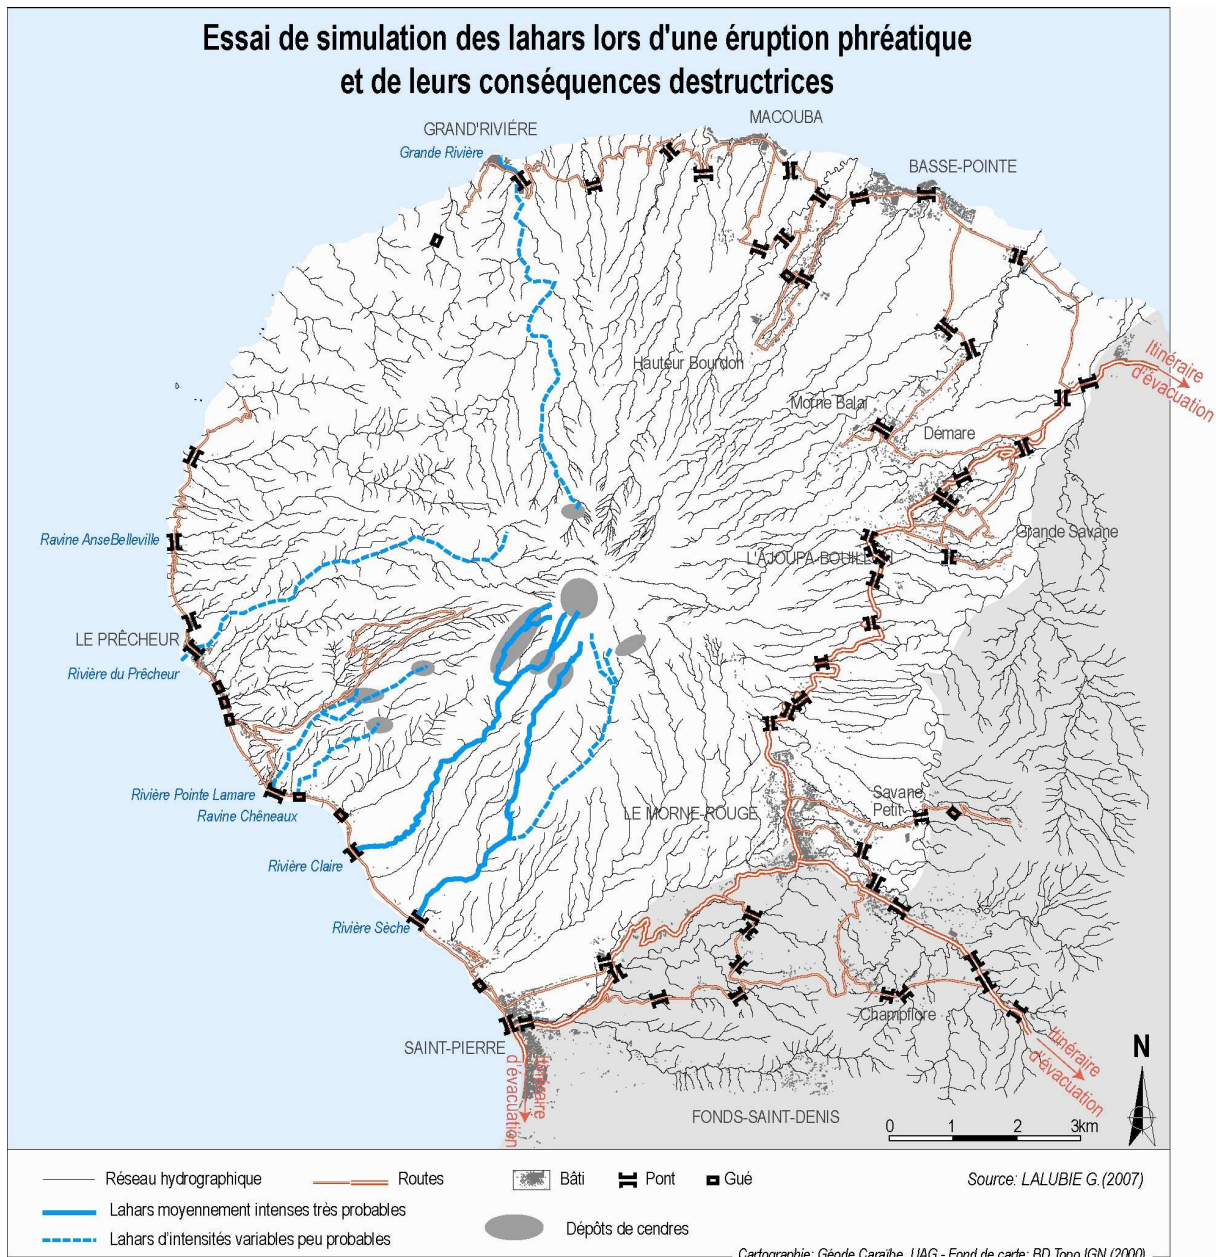 Essai de simulation des lahars lors d'une éruption phréatique
et de leurs conséquences destructrices
MACOUBA
GRAND'RIVIÉRE
Grande Rivière
BASSE-POINTE
Itinéraire
d'évacuation
Hauteur Bourdon
Morne Balai
Démare
Ravine AnseBelleville
Grande Savane
L'AJOUPA-BOUILLON
LE PRÊCHEUR
Rivière du Prêcheur
Rivière Pointe Lamare
Ravine Chêneaux
Savane
Petit
LE MORNE-ROUGE
Rivière Claire
Rivière Sèche
Champflore
SAINT-PIERRE
Itinéraire
d'évacuation
Itinéraire
d'évacuation
N
FONDS-SAINT-DENIS
0 1 2 3km
Réseau hydrographique
Routes
Bâti
Pont
Gué
Source: LALUBIE G.(2007)
Lahars moyennement intenses très probables
Dépôts de cendres
Lahars d'intensités variables peu probables
Cartographie: Géode Caraïbe, UAG - Fond de carte: BD Topo IGN (2000)